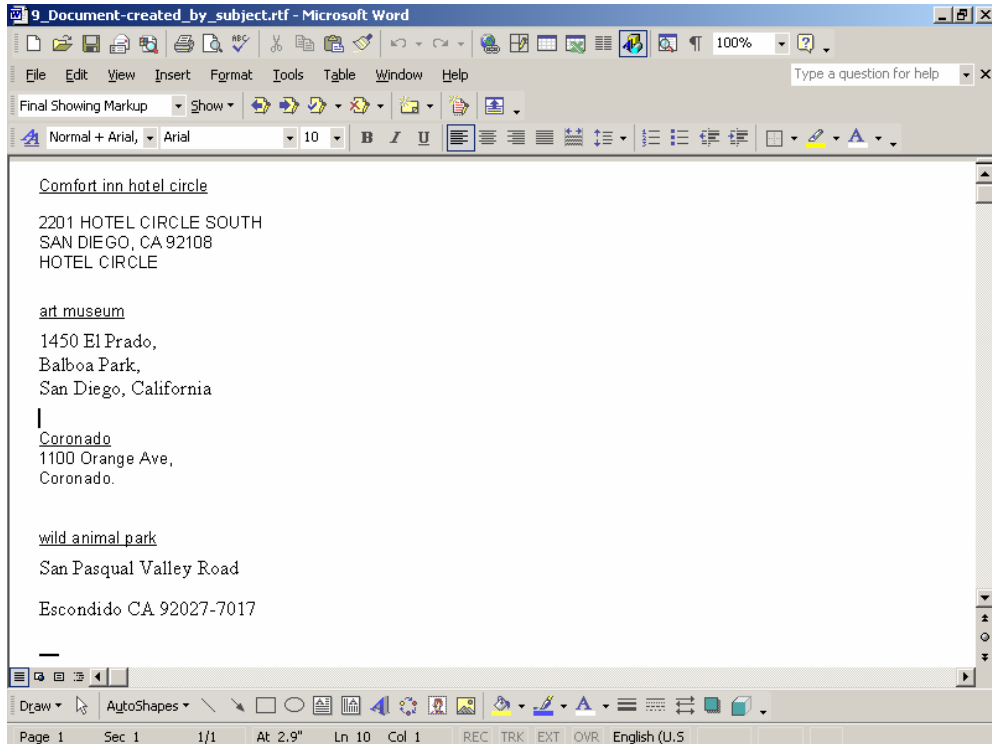 9_Document-created_by_subject.rtf - Microsoft Word
100%
File Edit View Insert Format Tools Table Window Help
Type a question for help
Final Showing Markup Show
Normal + Arial, Arial 10 B I U
Comfort inn hotel circle
2201 HOTEL CIRCLE SOUTH
SAN DIEGO, CA 92108
HOTEL CIRCLE
art museum
1450 El Prado,
Balboa Park,
San Diego, California
Coronado
1100 Orange Ave,
Coronado.
wild animal park
San Pasqual Valley Road
Escondido CA 92027-7017
Draw AutoShapes
Page 1 Sec 1 1/1 At 2.9" Ln 10 Col 1 REC TRK EXT OVR English (U.S